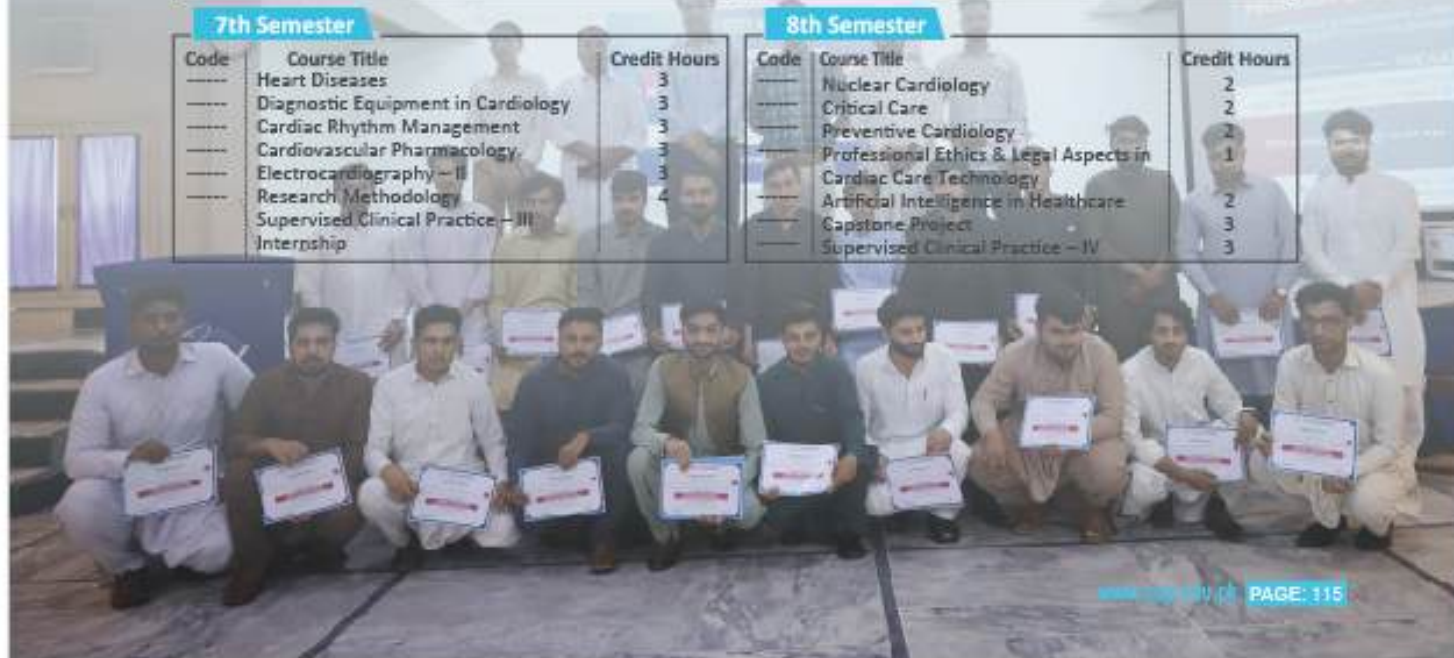 7th Semester
Code Course Title Credit Hours
------ Heart Diseases 3
------ Diagnostic Equipment in Cardiology 3
------ Cardiac Rhythm Management 3
------ Cardiovascular Pharmacology 3
------ Electrocardiography – II 3
------ Research Methodology 4
Supervised Clinical Practice – III
Internship
8th Semester
Code Course Title Credit Hours
------ Nuclear Cardiology 2
------ Critical Care 2
------ Preventive Cardiology 2
------ Professional Ethics & Legal Aspects in 1
Cardiac Care Technology
------ Artificial Intelligence in Healthcare 2
------ Capstone Project 3
------ Supervised Clinical Practice – IV 3
PAGE: 115